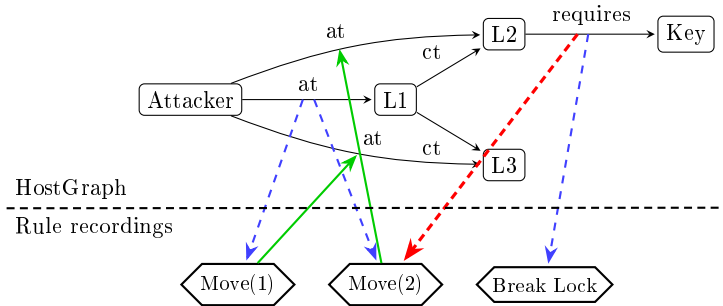 requires
at
L2
Key
ct
at
Attacker
L1
at
ct
L3
HostGraph
Rule recordings
Move(1)
Move(2)
Break Lock